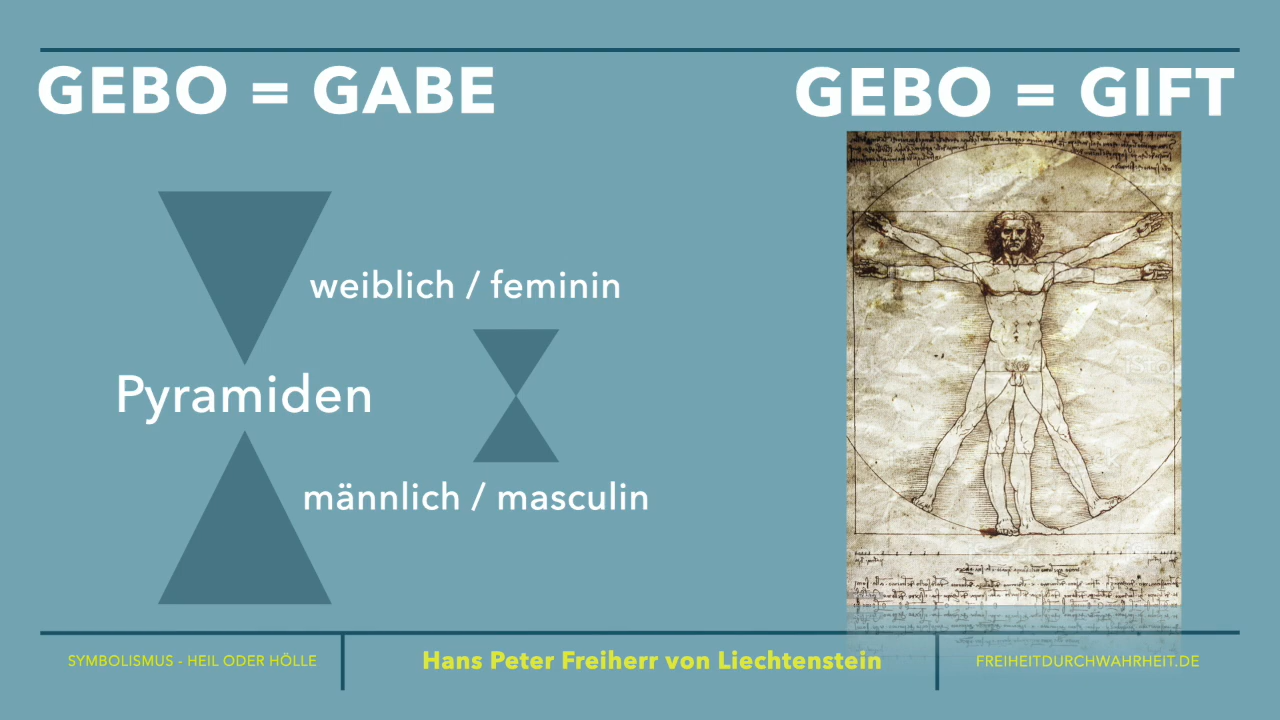 GEBO = GABE
GEBO = GIFT
weiblich / feminin
Pyramiden
männlich / masculin
SYMBOLISMUS - HEIL ODER HÖLLE
Hans Peter Freiherr von Liechtenstein
FREIHEITDURCHWAHRHEIT.DE